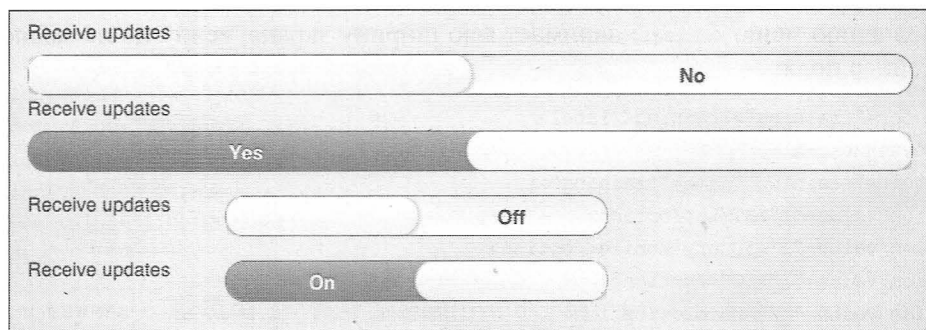 Receive updates
No
Receive updates
Yes
Receive updates Off
Receive updates On